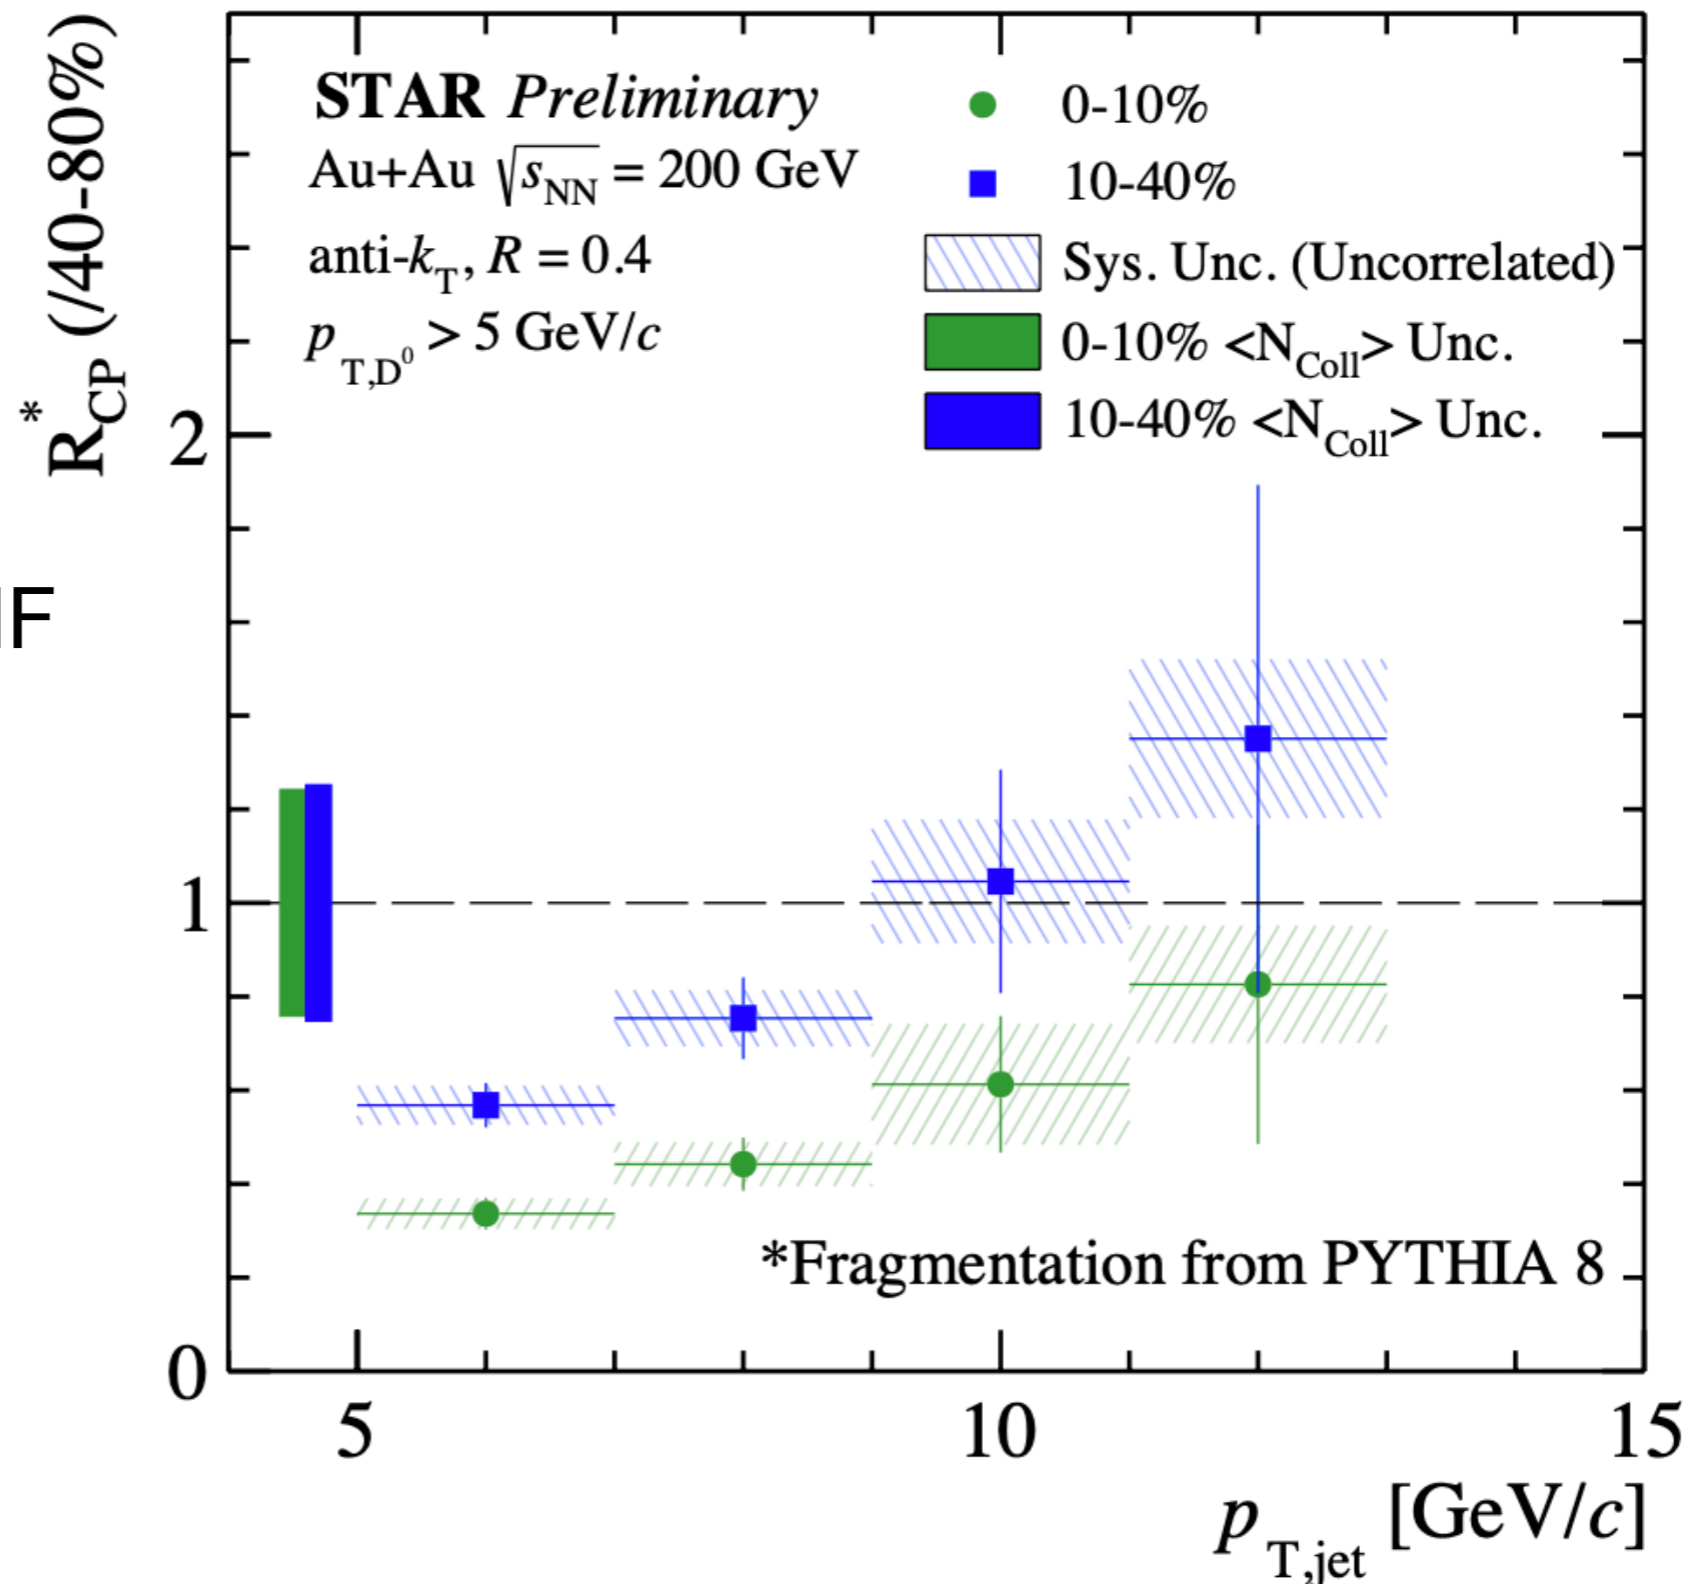 R*CP (/40-80%)
STAR Preliminary
Au+Au √sNN = 200 GeV
anti-kT, R = 0.4
pT,D0 > 5 GeV/c
0-10%
10-40%
Sys. Unc. (Uncorrelated)
0-10% <NColl> Unc.
10-40% <NColl> Unc.
2
1
0
*Fragmentation from PYTHIA 8
5 10 15
pT,jet [GeV/c]